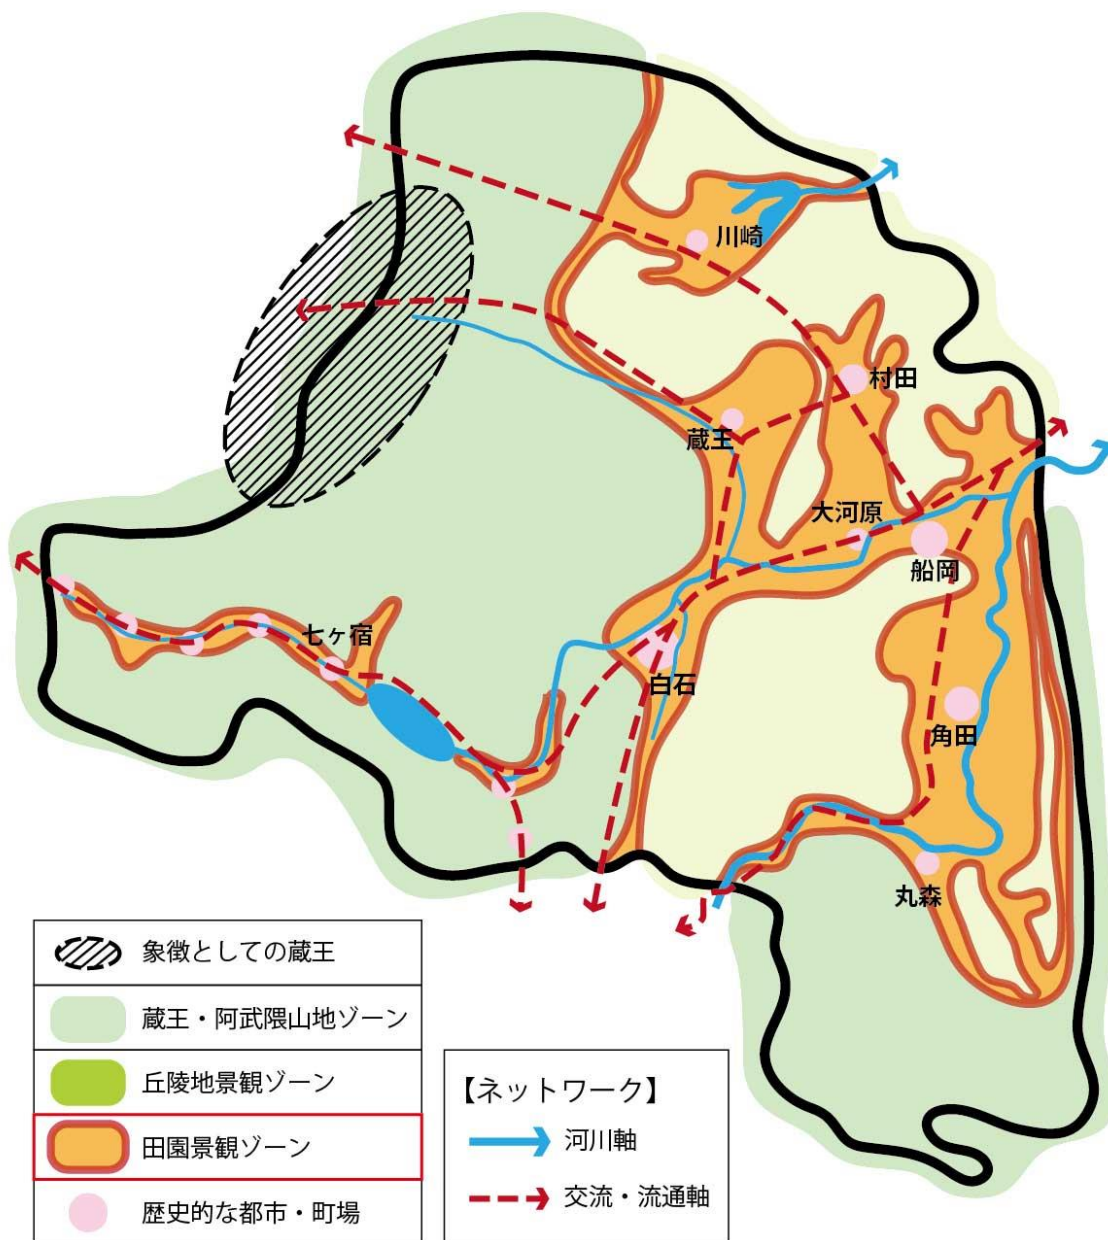 川崎
村田
蔵王
大河原
船岡
七ヶ宿
白石
角田
丸森
象徴としての蔵王
蔵王・阿武隈山地ゾーン
丘陵地景観ゾーン
田園景観ゾーン
歴史的な都市・町場
【ネットワーク】
河川軸
交流・流通軸